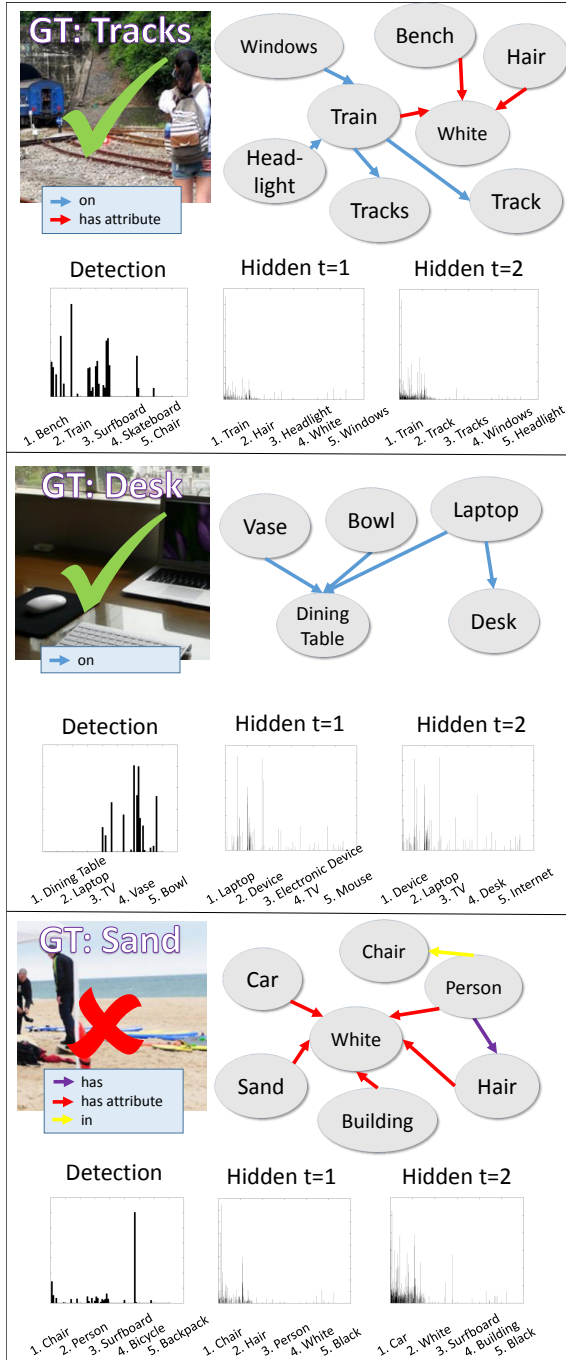 GT: Tracks
on
has attribute
Windows
Bench
Hair
Train
White
Head-
light
Tracks
Track
Detection
Hidden t=1
Hidden t=2
1. Bench
2. Train
3. Surfboard
4. Skateboard
5. Chair
1. Train
2. Hair
3. Headlight
4. White
5. Windows
1. Train
2. Track
3. Tracks
4. Windows
5. Headlight
GT: Desk
on
Vase
Bowl
Laptop
Dining
Table
Desk
Detection
Hidden t=1
Hidden t=2
1. Dining Table
2. Laptop
3. TV
4. Vase
5. Bowl
1. Laptop
2. Device
3. Electronic Device
4. TV
5. Mouse
1. Device
2. Laptop
3. TV
4. Desk
5. Internet
GT: Sand
has
has attribute
in
Chair
Car
Person
White
Sand
Hair
Building
Detection
Hidden t=1
Hidden t=2
1. Chair
2. Person
3. Surfboard
4. Bicycle
5. Backpack
1. Chair
2. Hair
3. Person
4. White
5. Black
1. Car
2. White
3. Surfboard
4. Building
5. Black